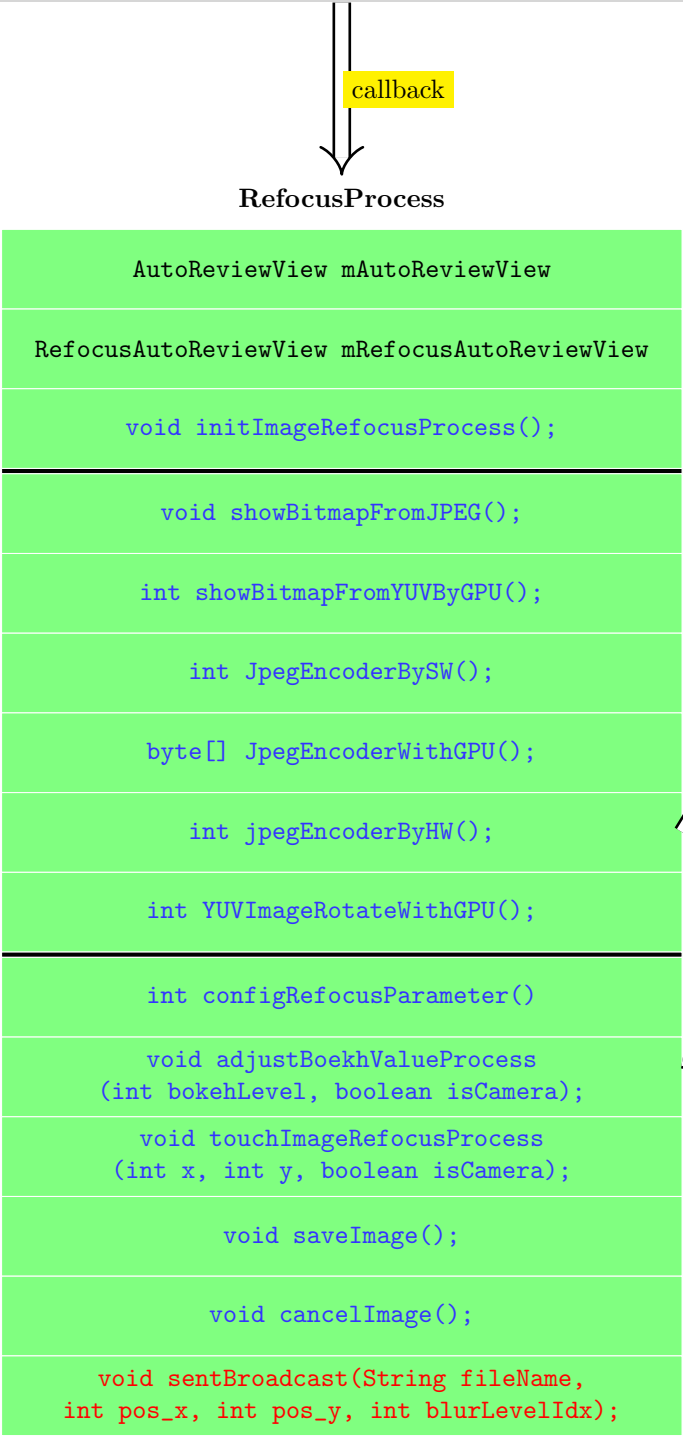 callback
RefocusProcess
AutoReviewView mAutoReviewView
RefocusAutoReviewView mRefocusAutoReviewView
void initImageRefocusProcess();
void showBitmapFromJPEG();
int showBitmapFromYUVByGPU();
int JpegEncoderBySW();
byte[] JpegEncoderWithGPU();
int jpegEncoderByHW();
int YUVImageRotateWithGPU();
int configRefocusParameter()
void adjustBoekhValueProcess
(int bokehLevel, boolean isCamera);
void touchImageRefocusProcess
(int x, int y, boolean isCamera);
void saveImage();
void cancelImage();
void sentBroadcast(String fileName,
int pos_x, int pos_y, int blurLevelIdx);